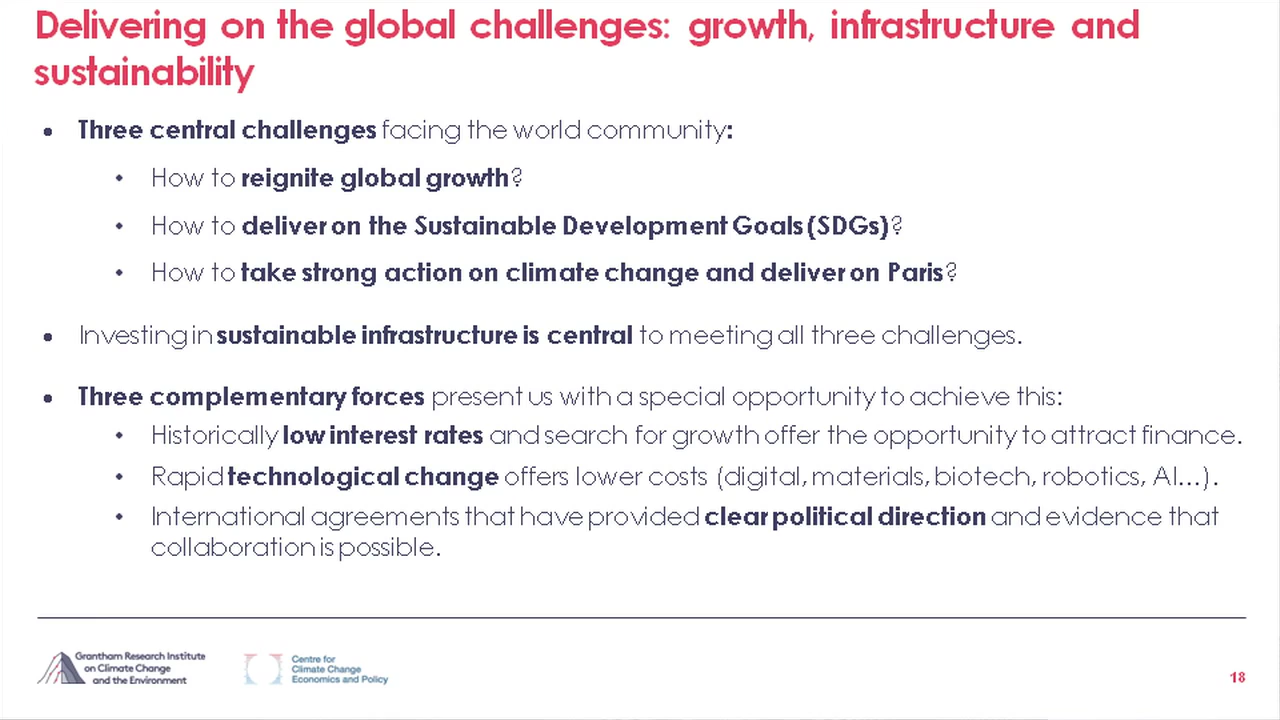 Delivering on the global challenges: growth, infrastructure and
sustainability
• Three central challenges facing the world community:
• How to reignite global growth?
• How to deliver on the Sustainable Development Goals (SDGs)?
• How to take strong action on climate change and deliver on Paris?
• Investing in sustainable infrastructure is central to meeting all three challenges.
• Three complementary forces present us with a special opportunity to achieve this:
• Historically low interest rates and search for growth offer the opportunity to attract finance.
• Rapid technological change offers lower costs (digital, materials, biotech, robotics, AI…).
• International agreements that have provided clear political direction and evidence that
collaboration is possible.
Grantham Research Institute
on Climate Change
and the Environment
Centre for
Climate Change
Economics and Policy
18